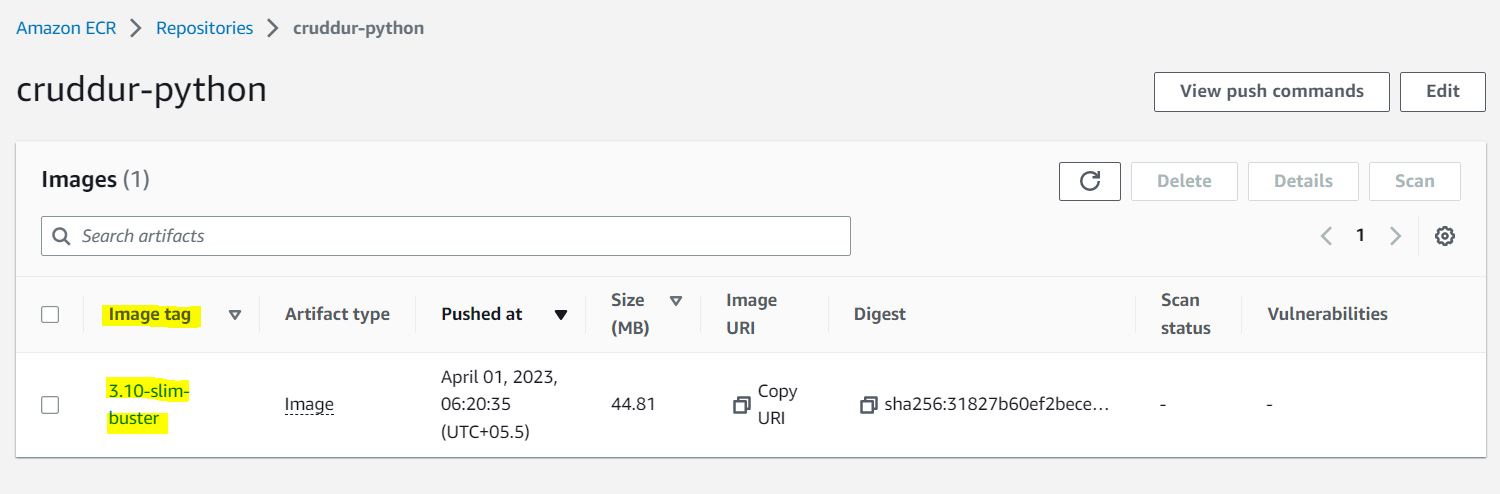 Amazon ECR > Repositories > cruddur-python
cruddur-python
View push commands
Edit
Images (1)
Delete
Details
Scan
Search artifacts
1
Image tag
Artifact type
Pushed at
Size
(MB)
Image
URI
Digest
Scan
status
Vulnerabilities
3.10-slim-
buster
Image
April 01, 2023,
06:20:35
(UTC+05.5)
44.81
Copy
URI
sha256:31827b60ef2bece...
-
-